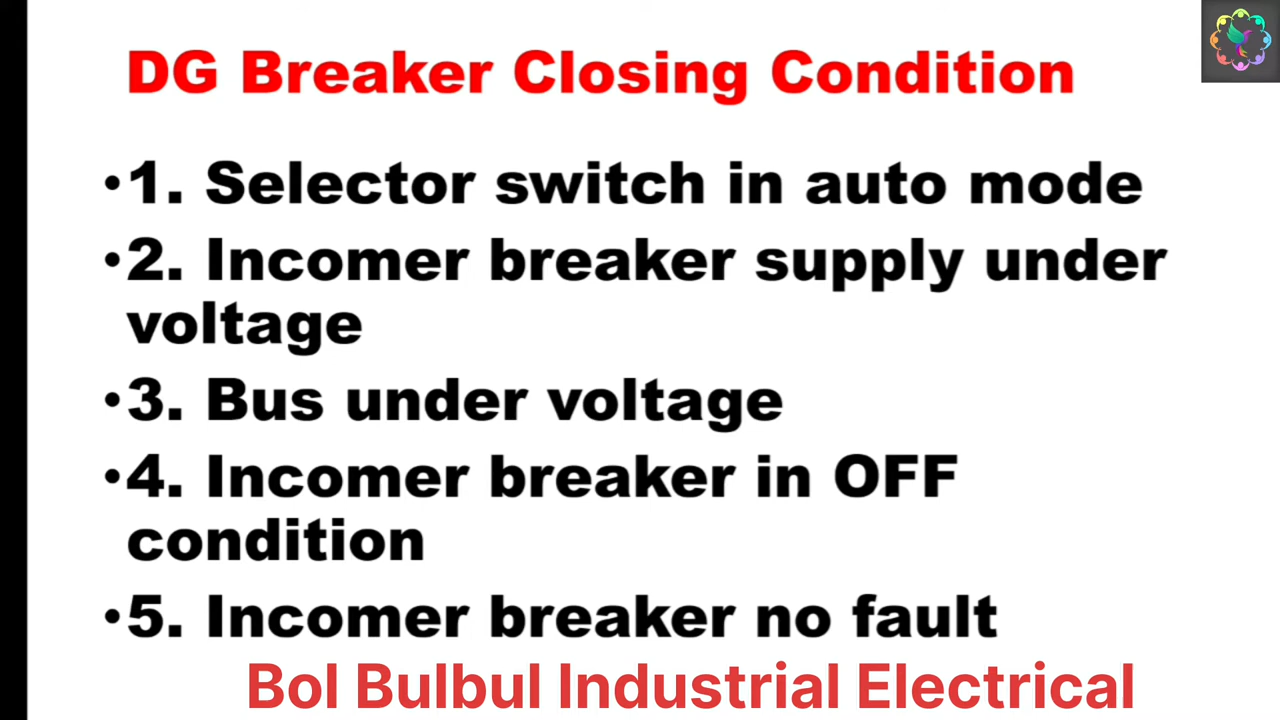 DG Breaker Closing Condition
•1. Selector switch in auto mode
•2. Incomer breaker supply under
voltage
•3. Bus under voltage
•4. Incomer breaker in OFF
condition
•5. Incomer breaker no fault
Bol Bulbul Industrial Electrical